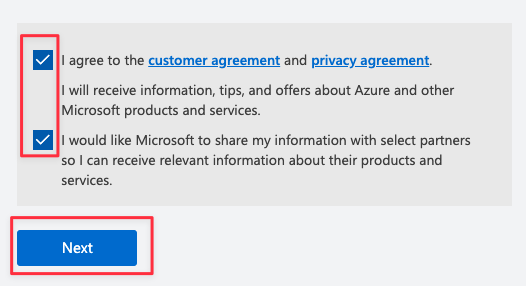 I agree to the customer agreement and privacy agreement.
I will receive information, tips, and offers about Azure and other
Microsoft products and services.
I would like Microsoft to share my information with select partners
so I can receive relevant information about their products and
services.
Next